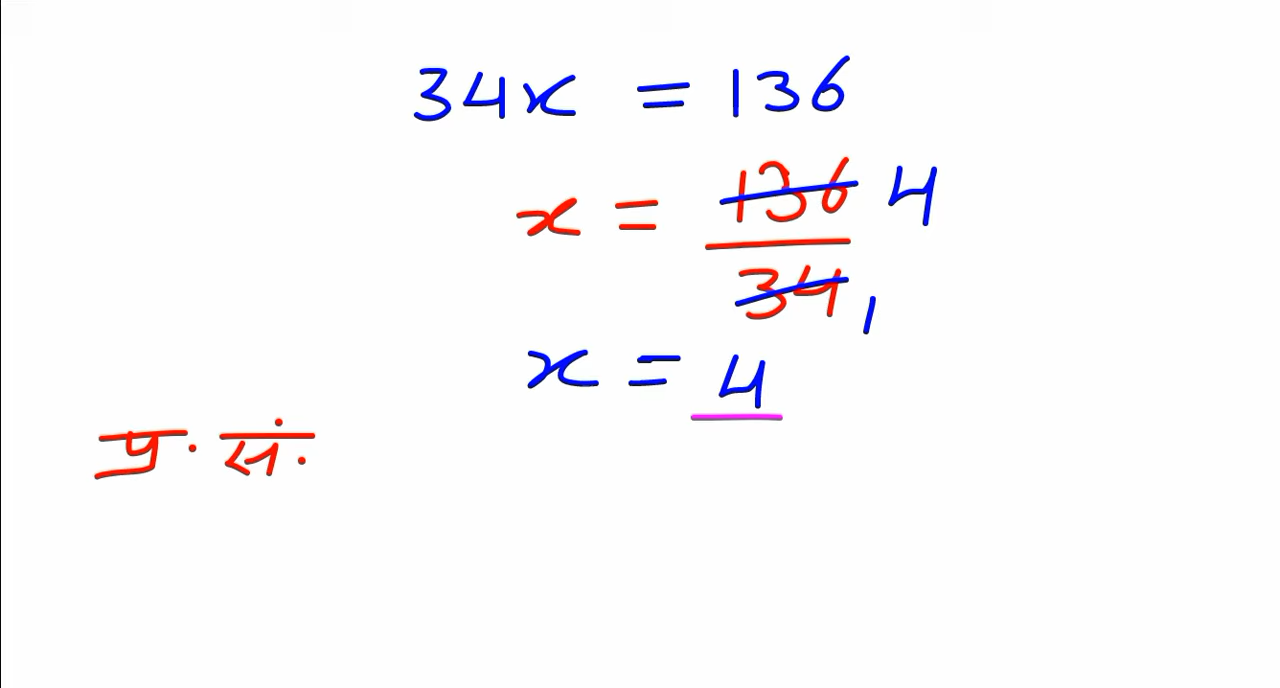 34x = 136
x = 136 4
34 1
x = 4
प्र. सं.